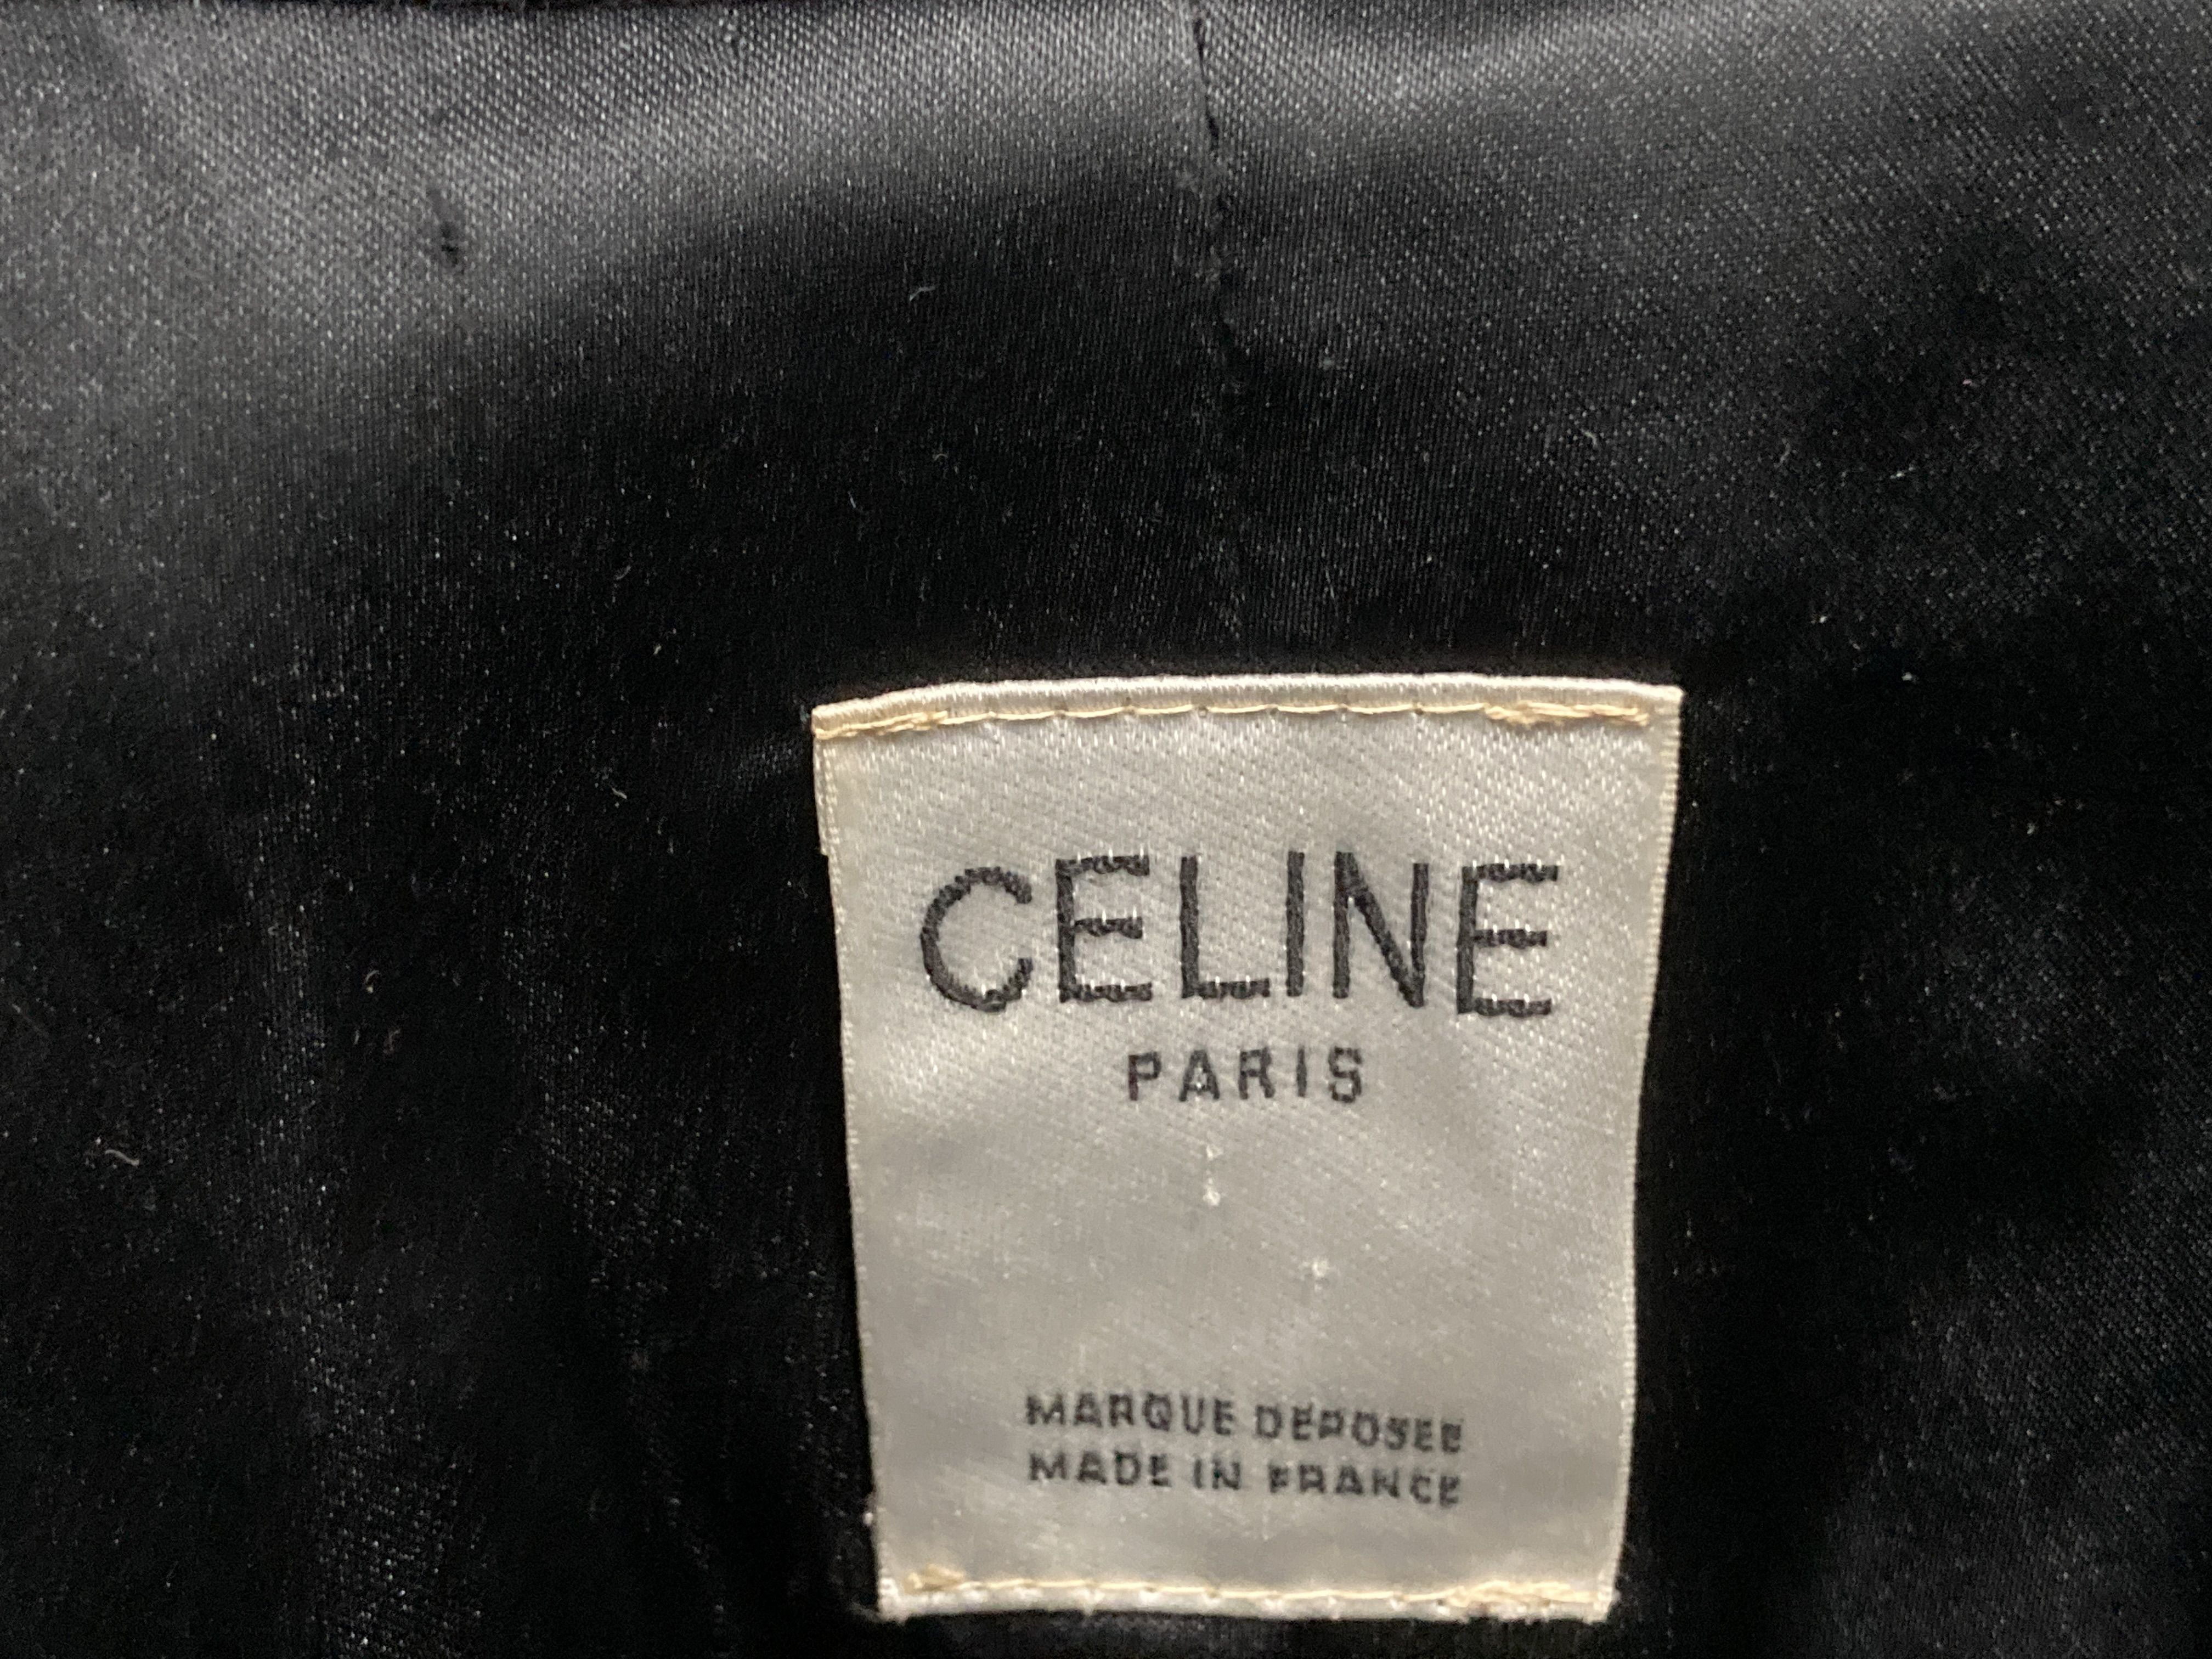 CELINE
PARIS
MARQUE DEPOSEE
MADE IN FRANCE